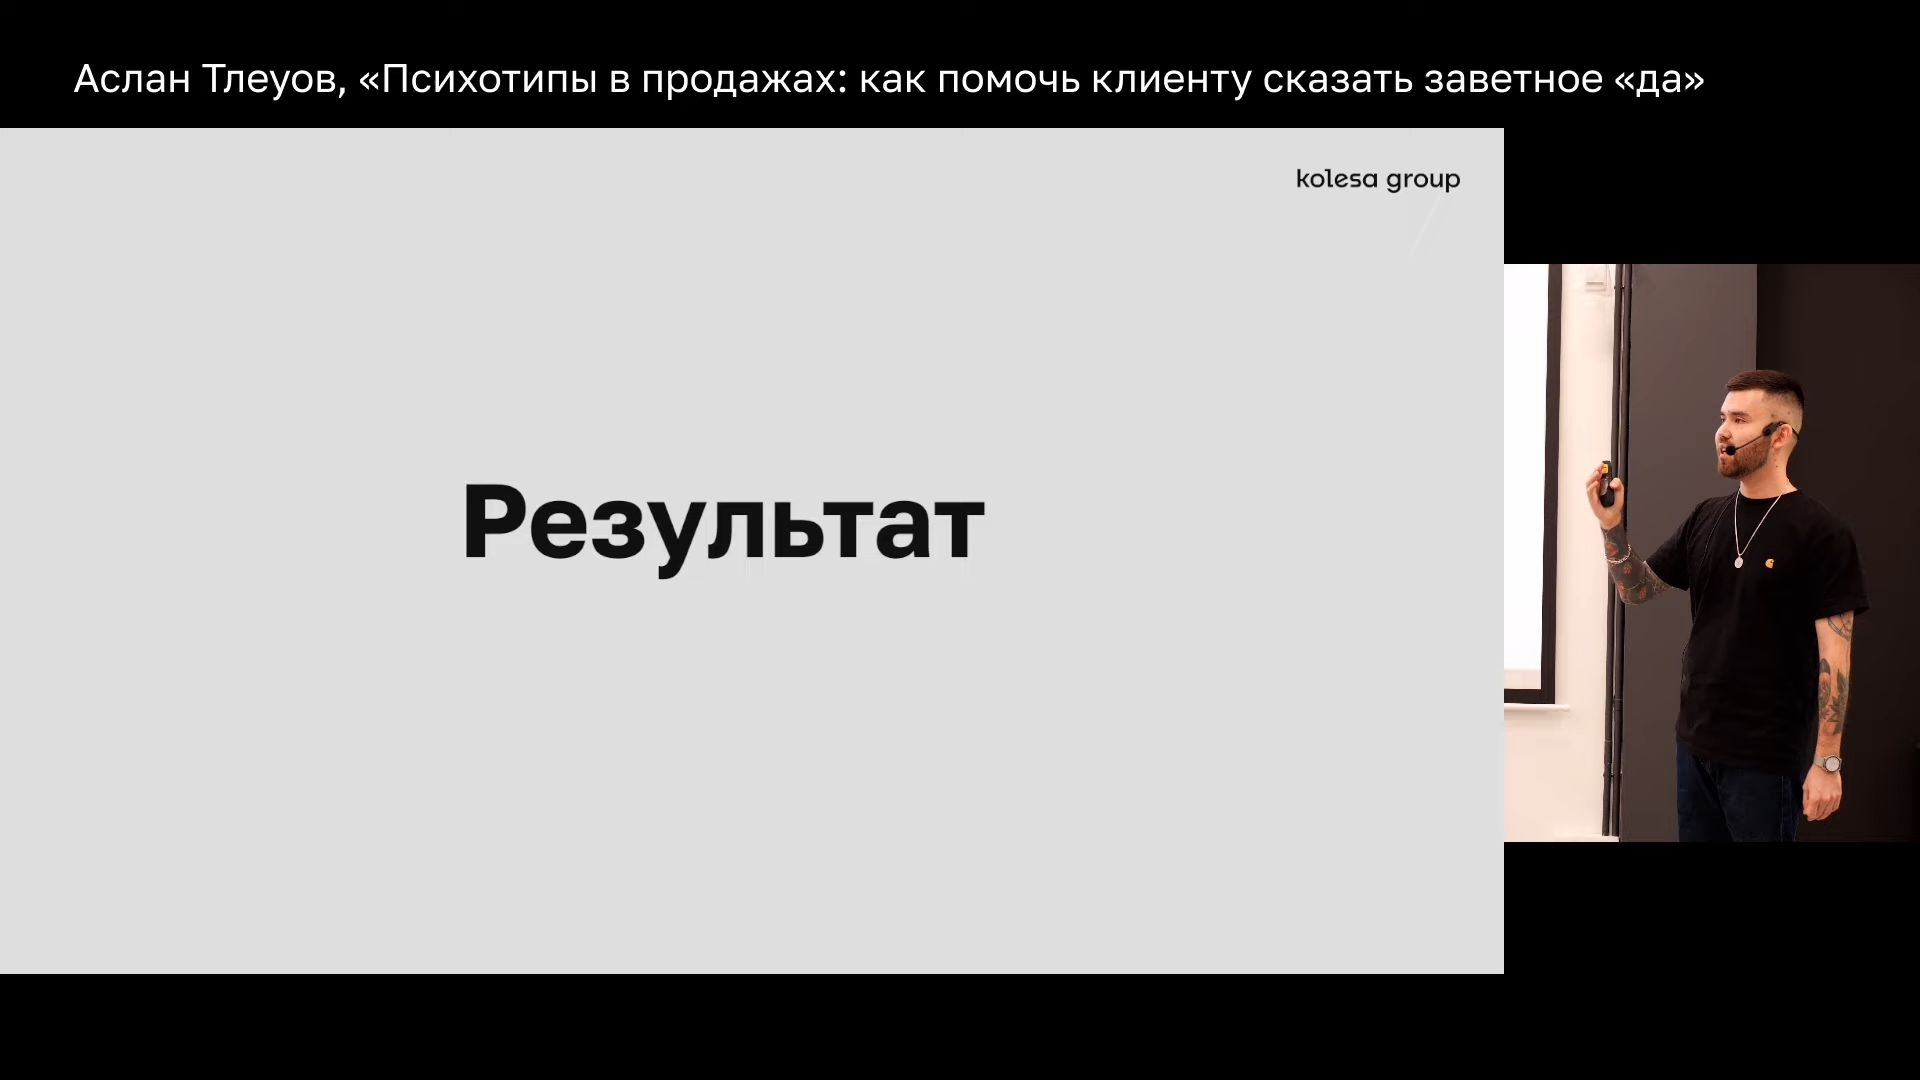 Аслан Тлеуов, «Психотипы в продажах: как помочь клиенту сказать заветное «да»
kolesa group
Результат